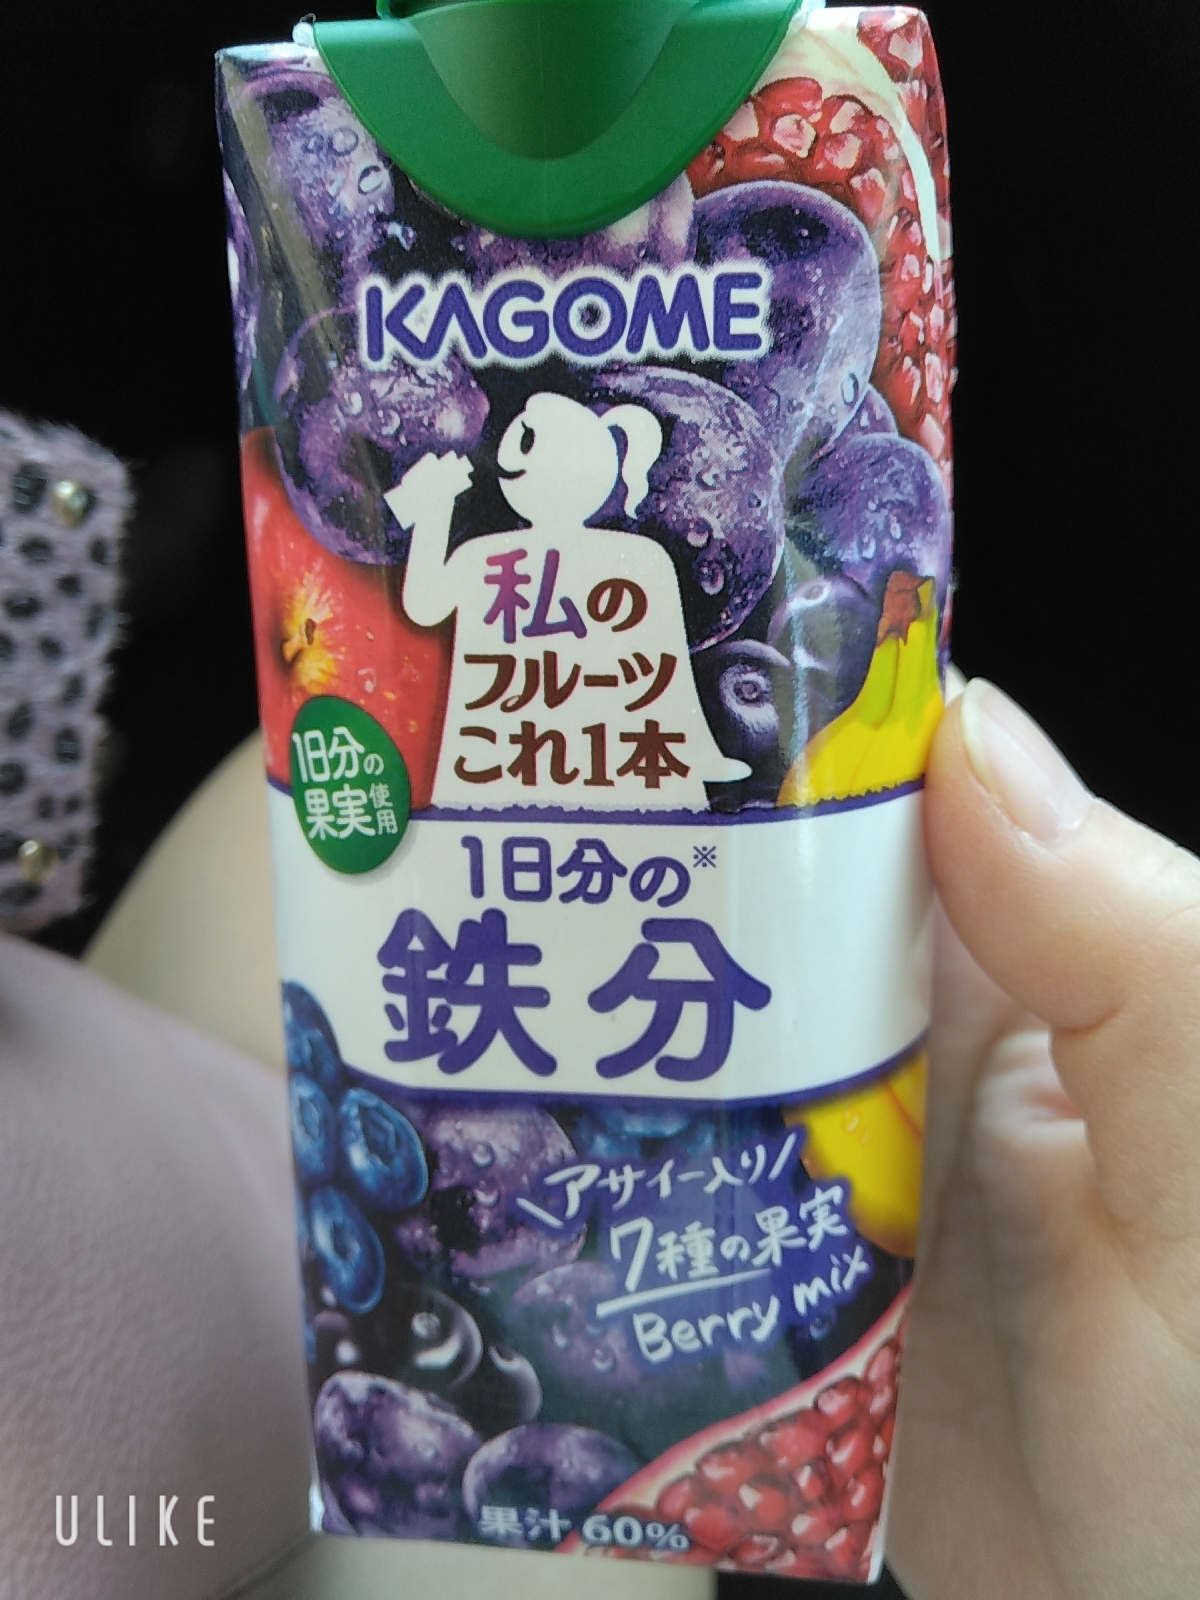 KAGOME
私の
フルーツ
これ1本
1日分の
果実使用
1日分の※
鉄分
\アサイー入り/
7種の果実
Berry mix
果汁 60%
ULIKE